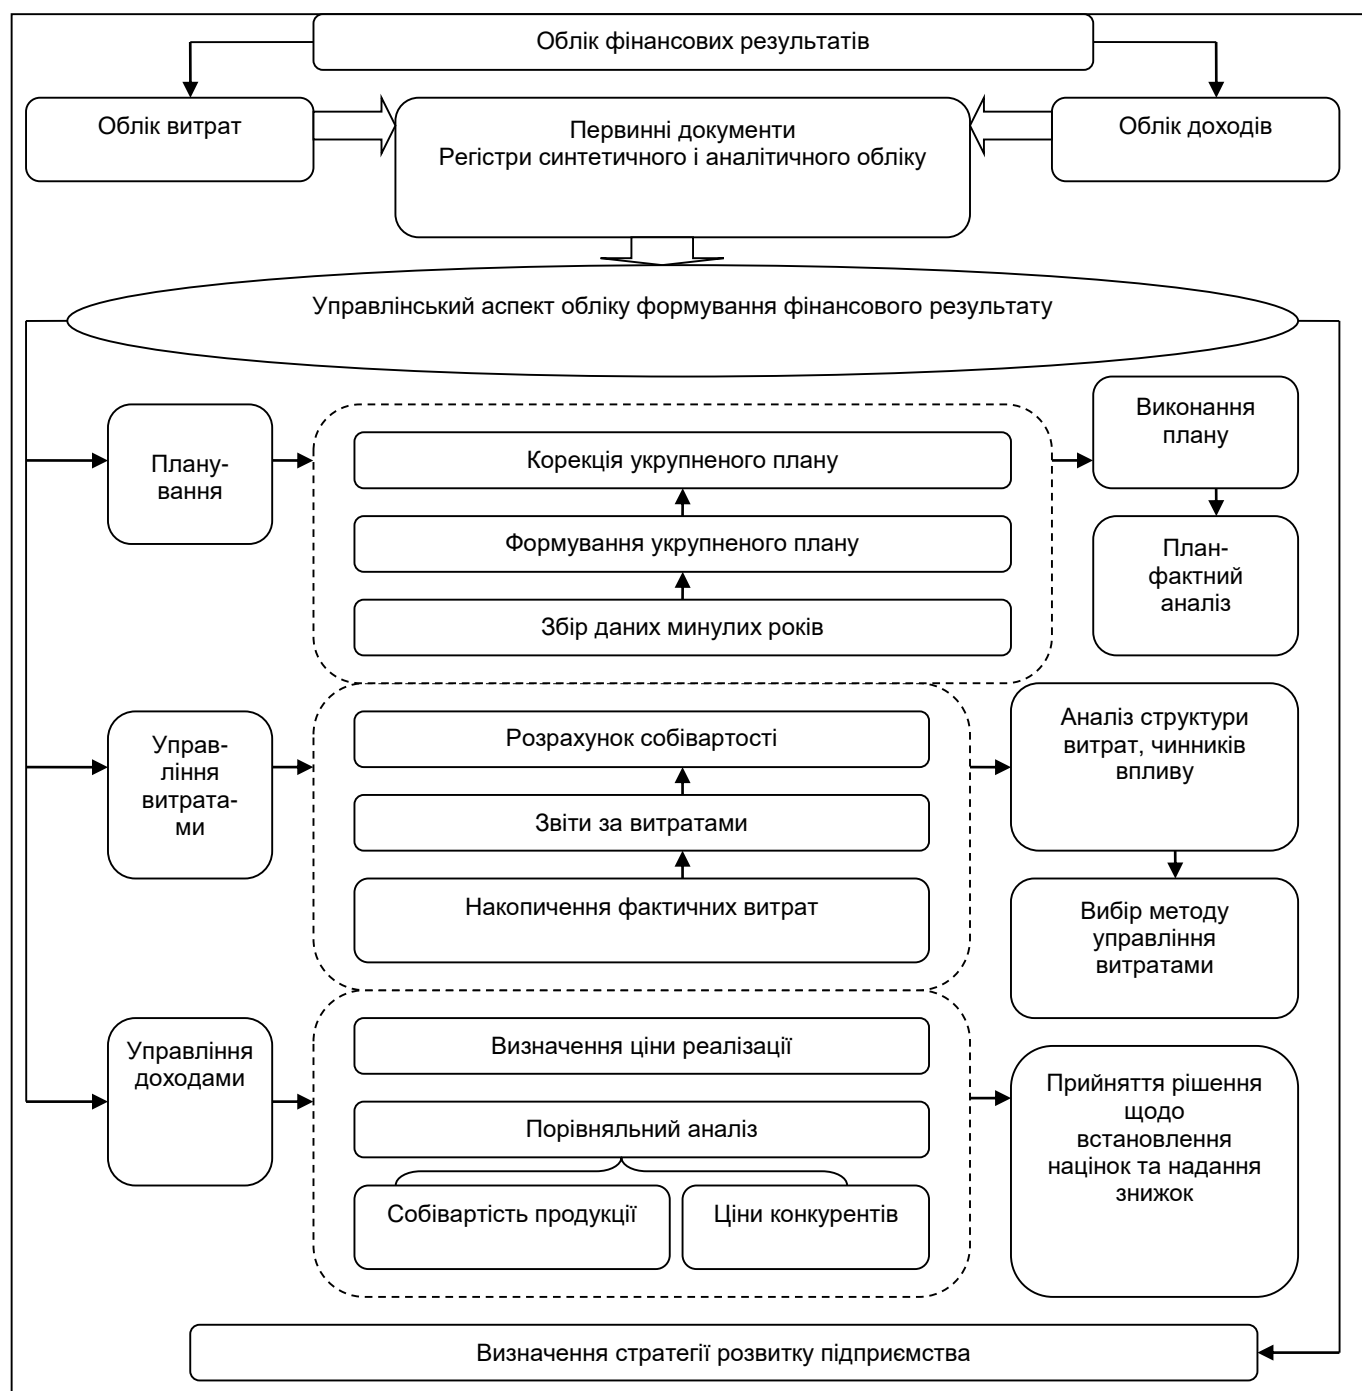 Облік фінансових результатів
Облік витрат
Первинні документи
Регістри синтетичного і аналітичного обліку
Облік доходів
Управлінський аспект обліку формування фінансового результату
Плану-
вання
Корекція укрупненого плану
Формування укрупненого плану
Збір даних минулих років
Виконання
плану
План-
фактний
аналіз
Управ-
ління
витрата-
ми
Розрахунок собівартості
Звіти за витратами
Накопичення фактичних витрат
Аналіз структури
витрат, чинників
впливу
Вибір методу
управління
витратами
Управління
доходами
Визначення ціни реалізації
Порівняльний аналіз
Собівартість продукції
Ціни конкурентів
Прийняття рішення
щодо
встановлення
націнок та надання
знижок
Визначення стратегії розвитку підприємства